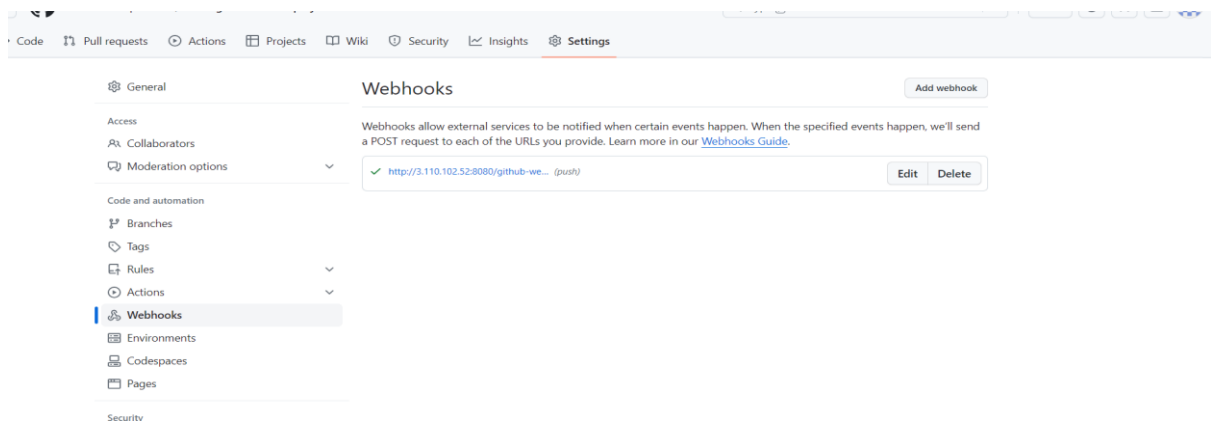 Code Pull requests Actions Projects Wiki Security Insights Settings
General
Access
Collaborators
Moderation options
Code and automation
Branches
Tags
Rules
Actions
Webhooks
Environments
Codespaces
Pages
Security
Webhooks
Add webhook
Webhooks allow external services to be notified when certain events happen. When the specified events happen, we'll send
a POST request to each of the URLs you provide. Learn more in our Webhooks Guide.
http://3.110.102.52:8080/github-we... (push)
Edit Delete